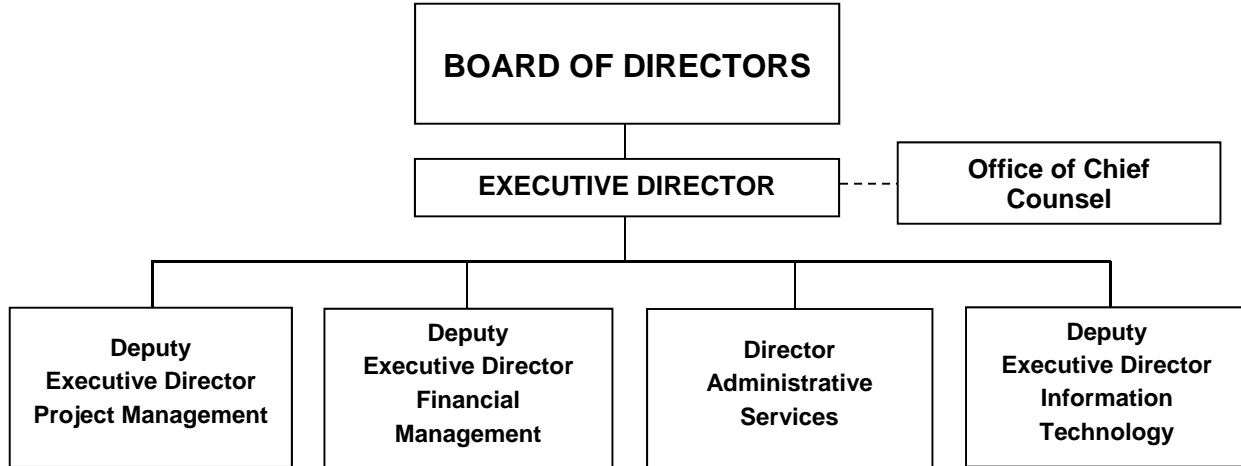 BOARD OF DIRECTORS
EXECUTIVE DIRECTOR
Office of Chief
Counsel
Deputy
Executive Director
Project Management
Deputy
Executive Director
Financial
Management
Director
Administrative
Services
Deputy
Executive Director
Information
Technology